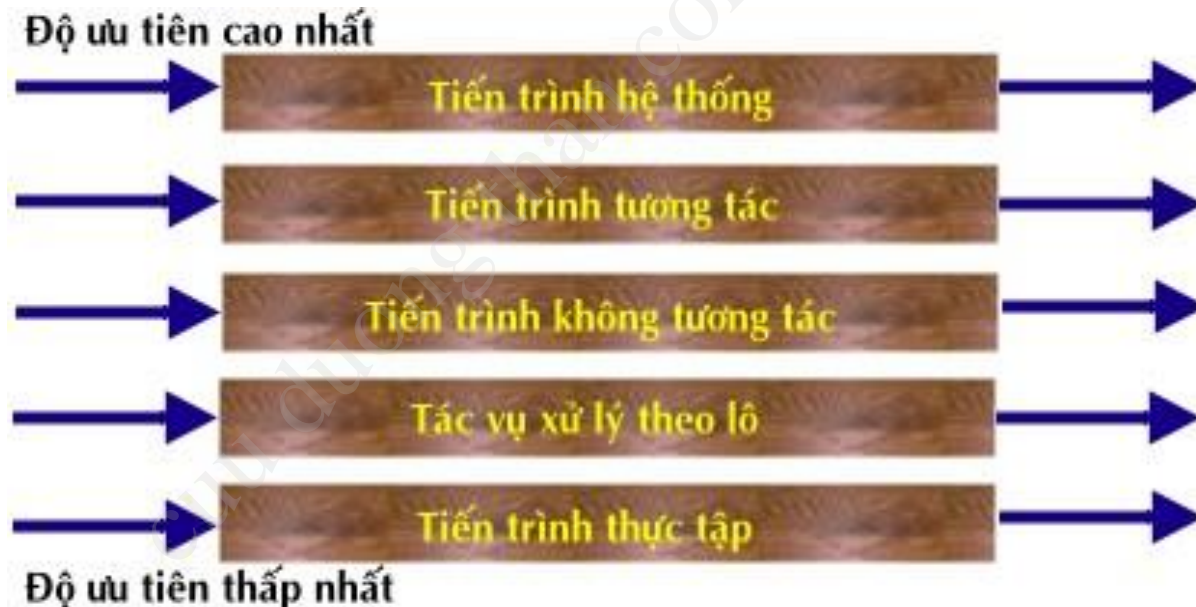 Độ ưu tiên cao nhất
Tiến trình hệ thống
Tiến trình tương tác
Tiến trình không tương tác
Tác vụ xử lý theo lô
Tiến trình thực tập
Độ ưu tiên thấp nhất